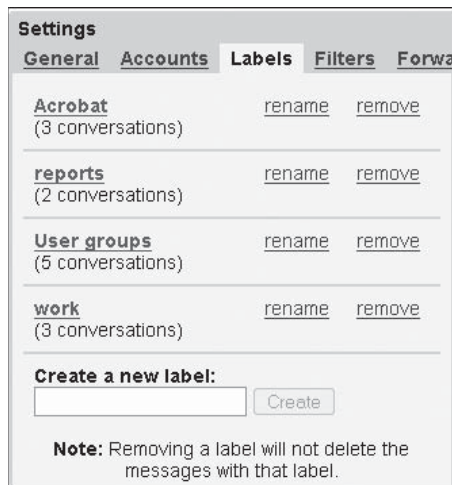 Settings
General Accounts Labels Filters Forwa
Acrobat rename remove
(3 conversations)
reports rename remove
(2 conversations)
User groups rename remove
(5 conversations)
work rename remove
(3 conversations)
Create a new label:
Create
Note: Removing a label will not delete the
messages with that label.